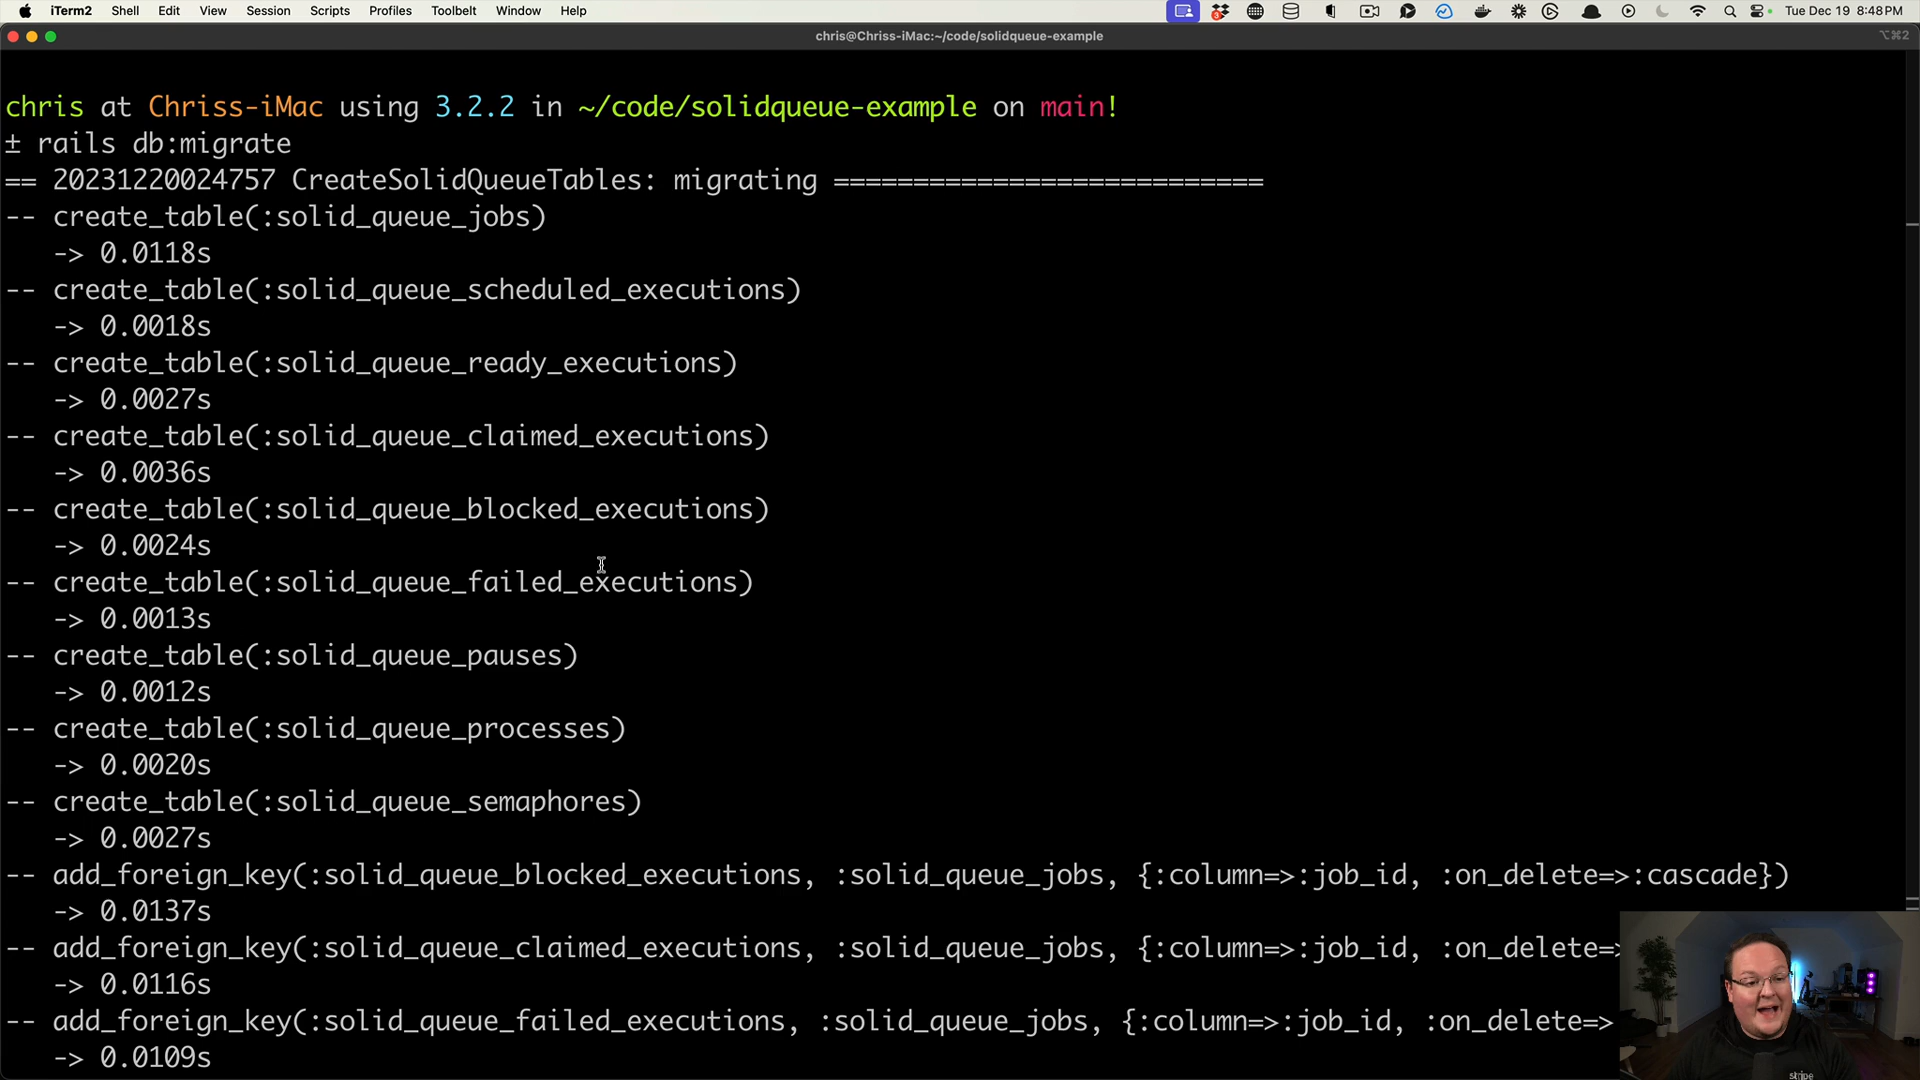 iTerm2 Shell Edit View Session Scripts Profiles Toolbelt Window Help Tue Dec 19 8:48 PM
chris@Chriss-iMac:~/code/solidqueue-example ⌥⌘2
chris at Chriss-iMac using 3.2.2 in ~/code/solidqueue-example on main!
± rails db:migrate
== 20231220024757 CreateSolidQueueTables: migrating ===========================
-- create_table(:solid_queue_jobs)
-> 0.0118s
-- create_table(:solid_queue_scheduled_executions)
-> 0.0018s
-- create_table(:solid_queue_ready_executions)
-> 0.0027s
-- create_table(:solid_queue_claimed_executions)
-> 0.0036s
-- create_table(:solid_queue_blocked_executions)
-> 0.0024s
-- create_table(:solid_queue_failed_executions)
-> 0.0013s
-- create_table(:solid_queue_pauses)
-> 0.0012s
-- create_table(:solid_queue_processes)
-> 0.0020s
-- create_table(:solid_queue_semaphores)
-> 0.0027s
-- add_foreign_key(:solid_queue_blocked_executions, :solid_queue_jobs, {:column=>:job_id, :on_delete=>:cascade})
-> 0.0137s
-- add_foreign_key(:solid_queue_claimed_executions, :solid_queue_jobs, {:column=>:job_id, :on_delete=>
-> 0.0116s
-- add_foreign_key(:solid_queue_failed_executions, :solid_queue_jobs, {:column=>:job_id, :on_delete=>
-> 0.0109s
stripe